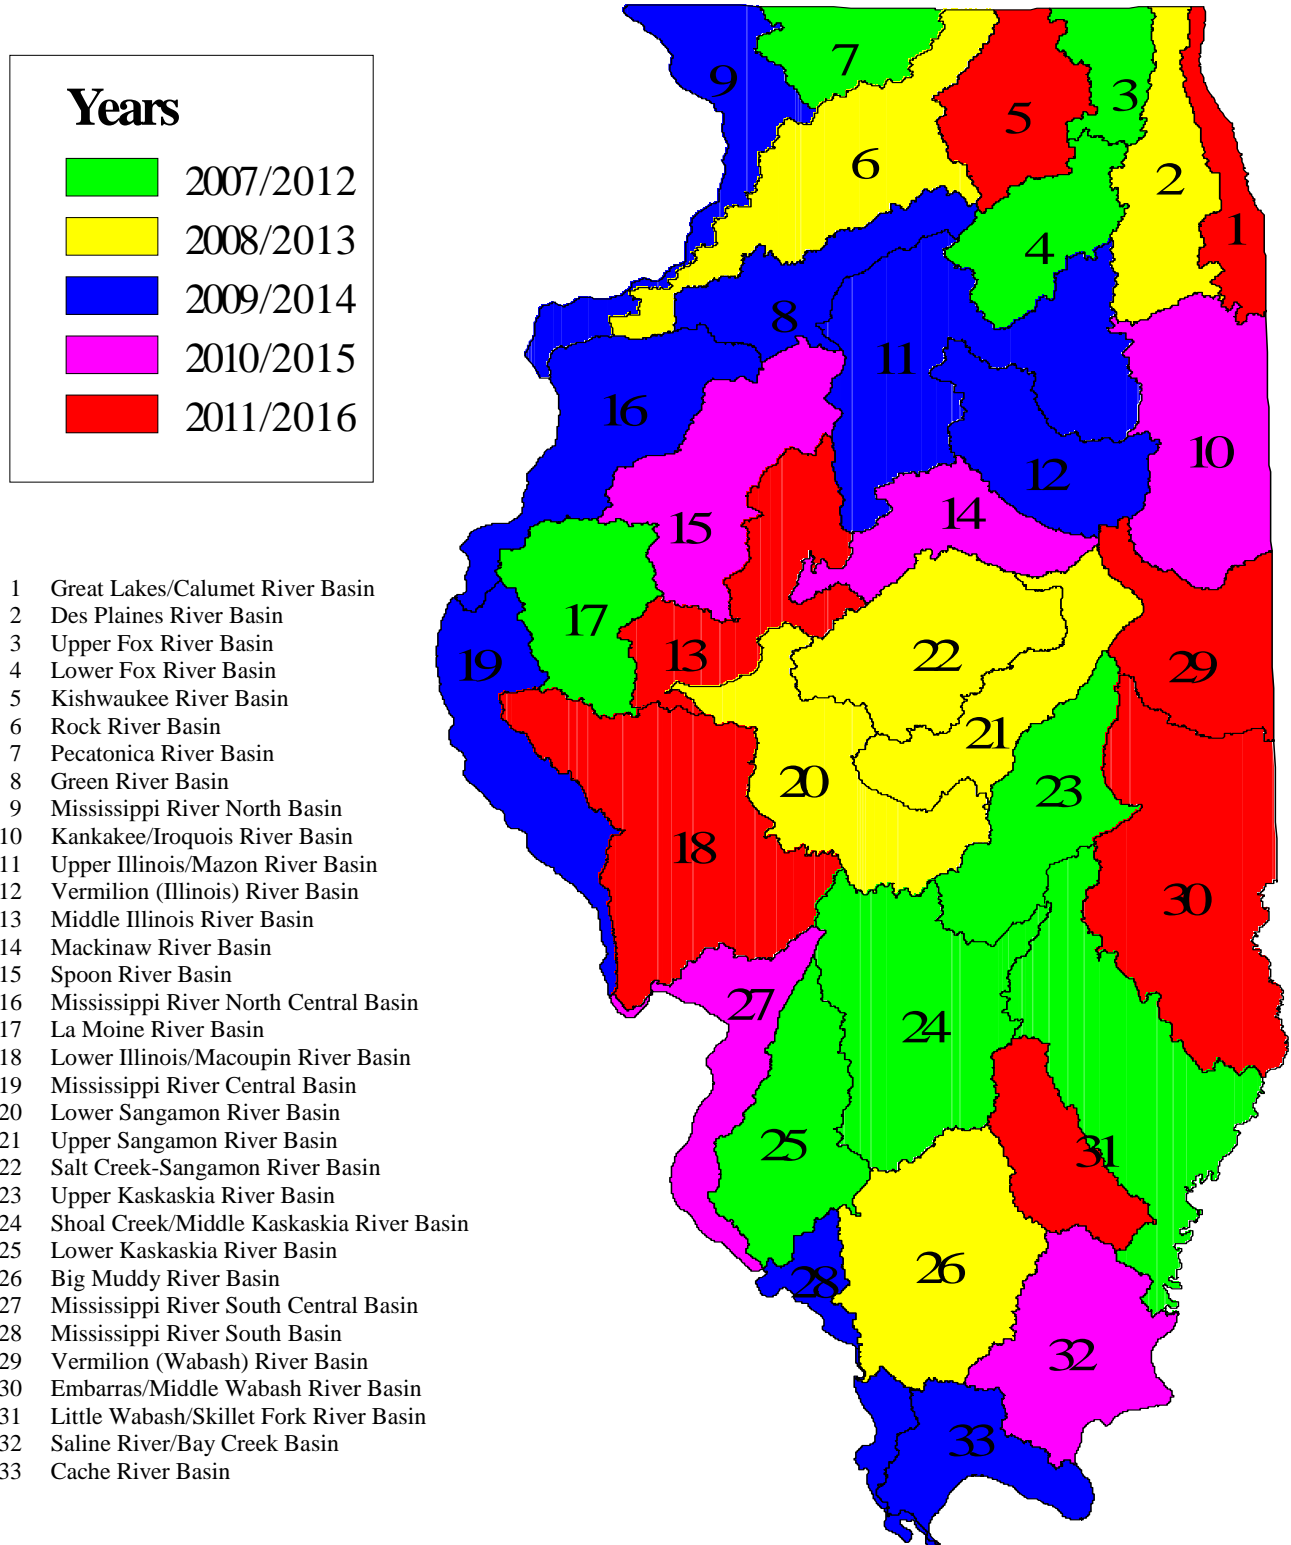 Years
2007/2012
2008/2013
2009/2014
2010/2015
2011/2016
1 Great Lakes/Calumet River Basin
2 Des Plaines River Basin
3 Upper Fox River Basin
4 Lower Fox River Basin
5 Kishwaukee River Basin
6 Rock River Basin
7 Pecatonica River Basin
8 Green River Basin
9 Mississippi River North Basin
10 Kankakee/Iroquois River Basin
11 Upper Illinois/Mazon River Basin
12 Vermilion (Illinois) River Basin
13 Middle Illinois River Basin
14 Mackinaw River Basin
15 Spoon River Basin
16 Mississippi River North Central Basin
17 La Moine River Basin
18 Lower Illinois/Macoupin River Basin
19 Mississippi River Central Basin
20 Lower Sangamon River Basin
21 Upper Sangamon River Basin
22 Salt Creek-Sangamon River Basin
23 Upper Kaskaskia River Basin
24 Shoal Creek/Middle Kaskaskia River Basin
25 Lower Kaskaskia River Basin
26 Big Muddy River Basin
27 Mississippi River South Central Basin
28 Mississippi River South Basin
29 Vermilion (Wabash) River Basin
30 Embarras/Middle Wabash River Basin
31 Little Wabash/Skillet Fork River Basin
32 Saline River/Bay Creek Basin
33 Cache River Basin
7
9
3
5
6
2
1
4
8
11
16
10
12
14
15
17
13
22
19
29
21
20
23
18
30
27
24
25
31
26
28
32
33